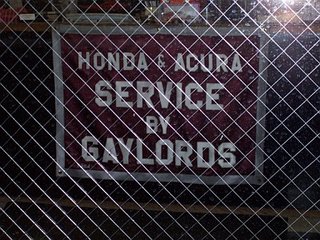 HONDA & ACURA
SERVICE
BY
GAYLORDS